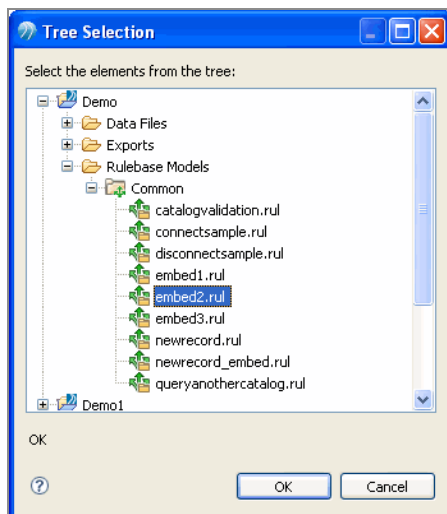 Tree Selection
Select the elements from the tree:
Demo
Data Files
Exports
Rulebase Models
Common
catalogvalidation.rul
connectsample.rul
disconnectsample.rul
embed1.rul
embed2.rul
embed3.rul
newrecord.rul
newrecord_embed.rul
queryanothercatalog.rul
Demo1
OK
OK Cancel